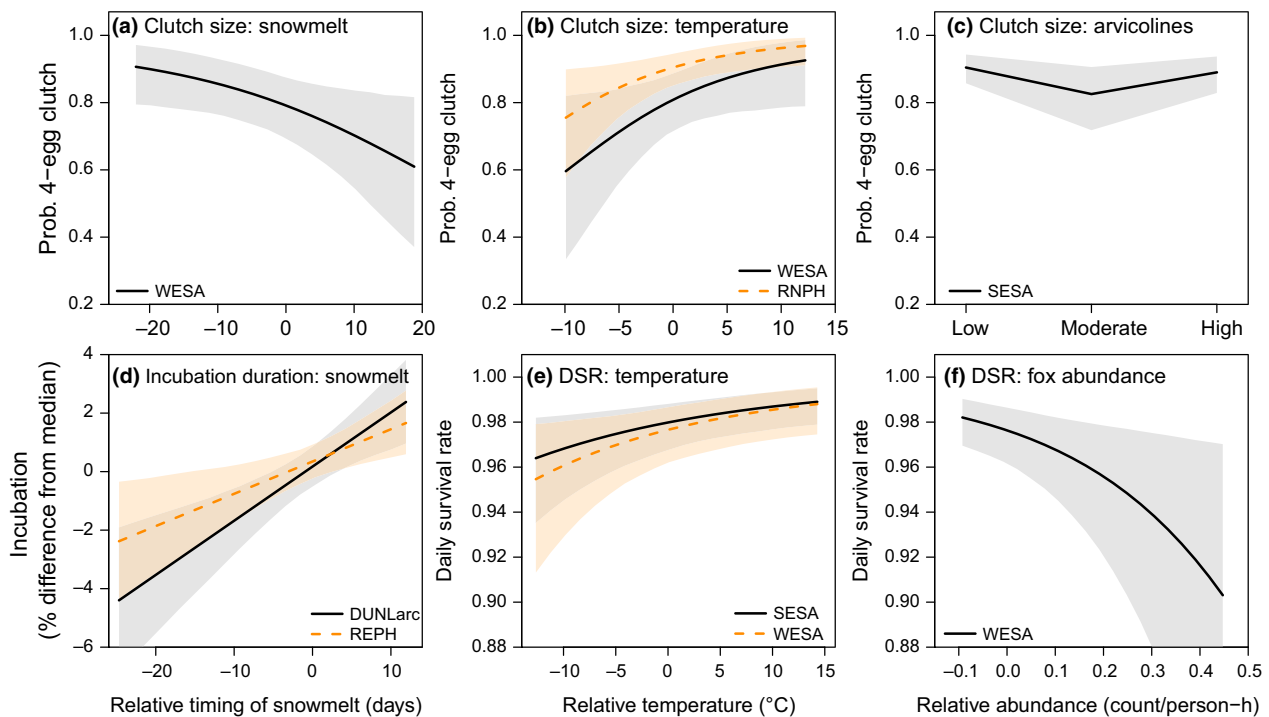 (a) Clutch size: snowmelt
Prob. 4−egg clutch
1.0
0.8
0.6
0.4
0.2
WESA
−20
−10
0
10
20
(b) Clutch size: temperature
Prob. 4−egg clutch
1.0
0.8
0.6
0.4
0.2
WESA
RNPH
−10
−5
0
5
10
15
(c) Clutch size: arvicolines
Prob. 4−egg clutch
1.0
0.8
0.6
0.4
0.2
SESA
Low
Moderate
High
(d) Incubation duration: snowmelt
Incubation
(% difference from median)
4
2
0
−2
−4
−6
DUNLarc
REPH
−20
−10
0
10
Relative timing of snowmelt (days)
(e) DSR: temperature
Daily survival rate
1.00
0.98
0.96
0.94
0.92
0.90
0.88
SESA
WESA
−10
−5
0
5
10
15
Relative temperature (°C)
(f) DSR: fox abundance
Daily survival rate
1.00
0.98
0.96
0.94
0.92
0.90
0.88
WESA
−0.1
0.0
0.1
0.2
0.3
0.4
0.5
Relative abundance (count/person−h)